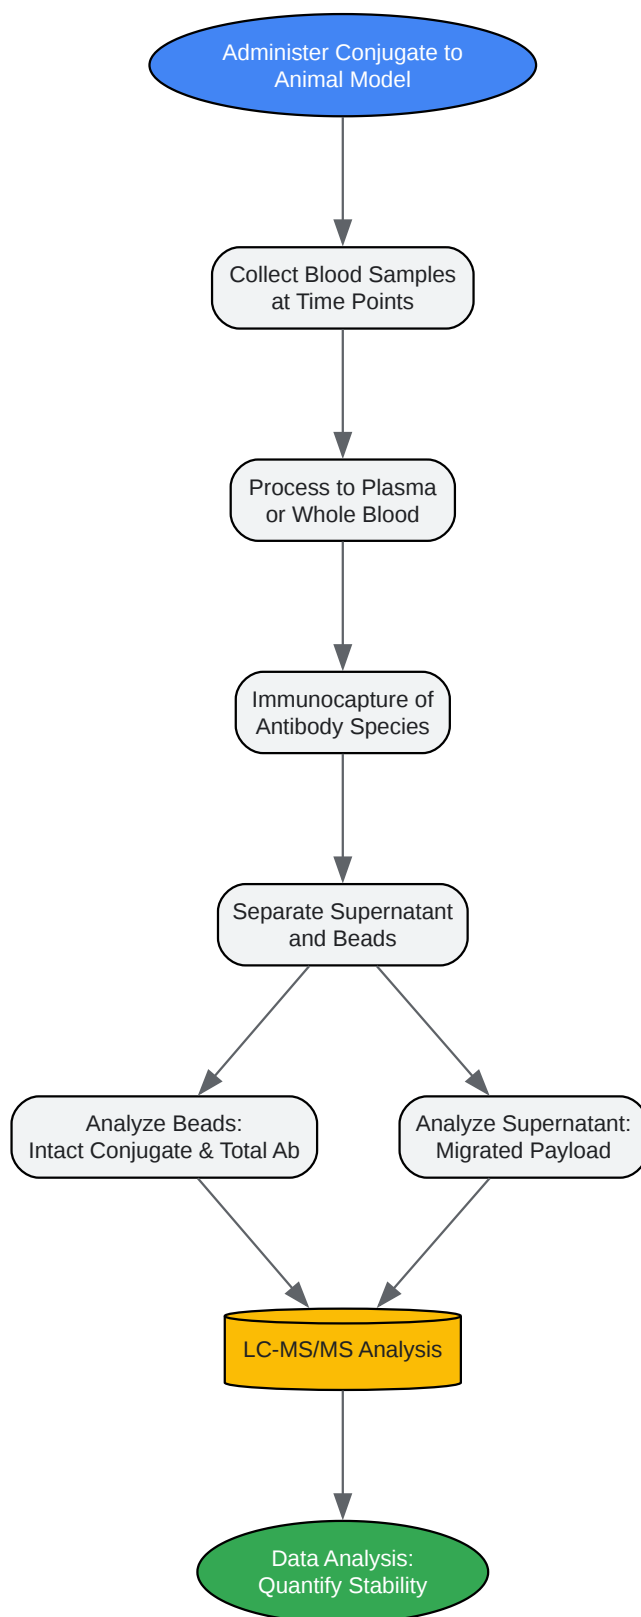 Administer Conjugate to
Animal Model
Collect Blood Samples
at Time Points
Process to Plasma
or Whole Blood
Immunocapture of
Antibody Species
Separate Supernatant
and Beads
Analyze Beads:
Intact Conjugate & Total Ab
Analyze Supernatant:
Migrated Payload
LC-MS/MS Analysis
Data Analysis:
Quantify Stability